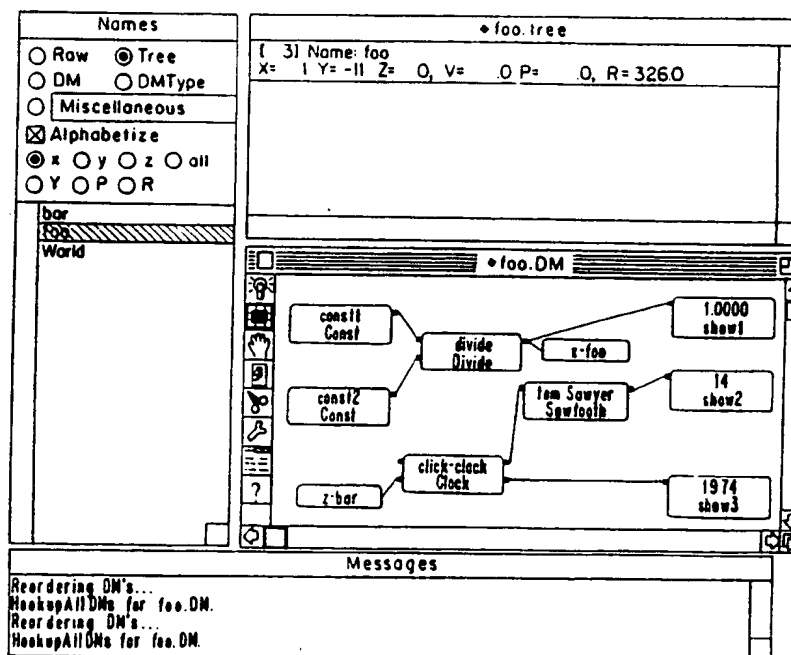 Names
Raw Tree
DM DMType
Miscellaneous
Alphabetize
x y z all
Y P R
bar
foo
World
foo.tree
[ 3] Name: foo
X= 1 Y= -11 Z= 0, V= .0 P= .0, R= 326.0
foo.DM
const1
Const
divide
Divide
x-foo
1.0000
show1
const2
Const
tom Sawyer
Sawtooth
14
show2
click-clack
Clock
z-bar
1974
show3
?
Messages
Reordering DM's...
HookupAllDMs for foo.DM.
Reordering DM's...
HookupAllDMs for foo.DM.